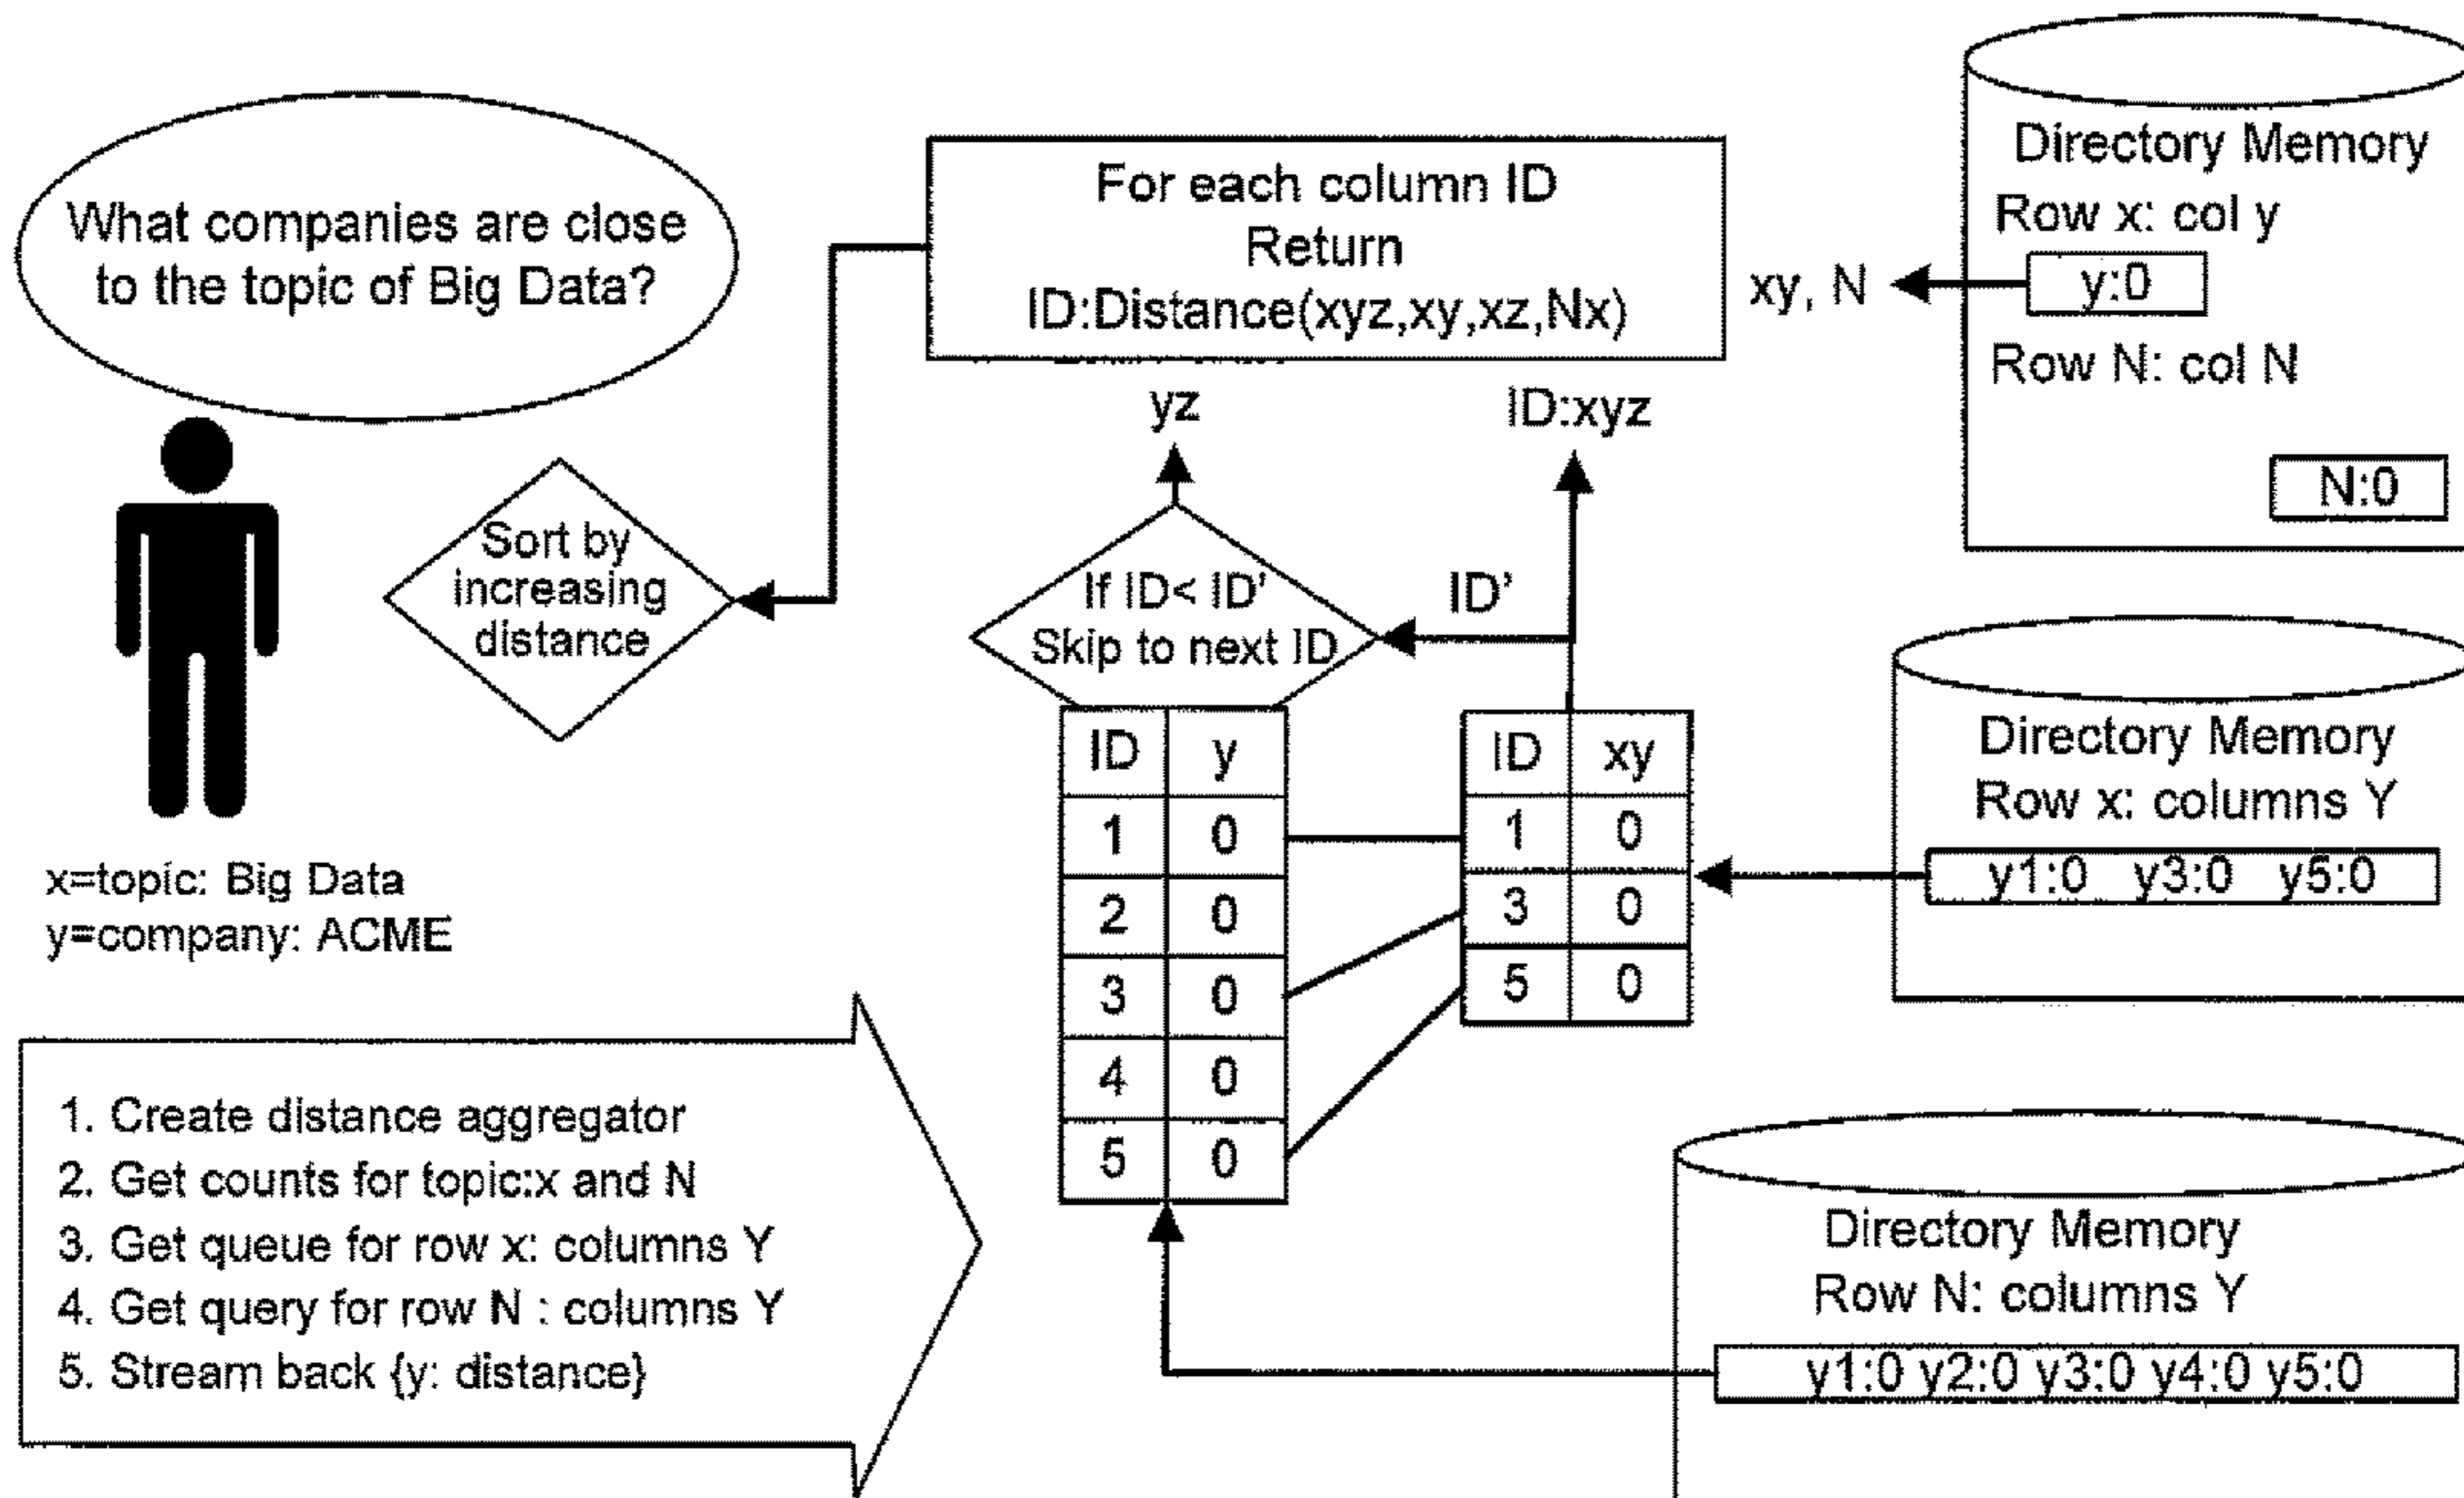 What companies are close
to the topic of Big Data?
For each column ID
Return
ID:Distance(xyz,xy,xz,Nx)
xy, N
Directory Memory
Row x: col y
y:0
Row N: col N
N:0
yz
ID:xyz
Sort by
increasing
distance
If ID< ID'
Skip to next ID
ID'
ID y
1 0
2 0
3 0
4 0
5 0
ID xy
1 0
3 0
5 0
Directory Memory
Row x: columns Y
y1:0 y3:0 y5:0
x=topic: Big Data
y=company: ACME
1. Create distance aggregator
2. Get counts for topic:x and N
3. Get queue for row x: columns Y
4. Get query for row N : columns Y
5. Stream back {y: distance}
Directory Memory
Row N: columns Y
y1:0 y2:0 y3:0 y4:0 y5:0